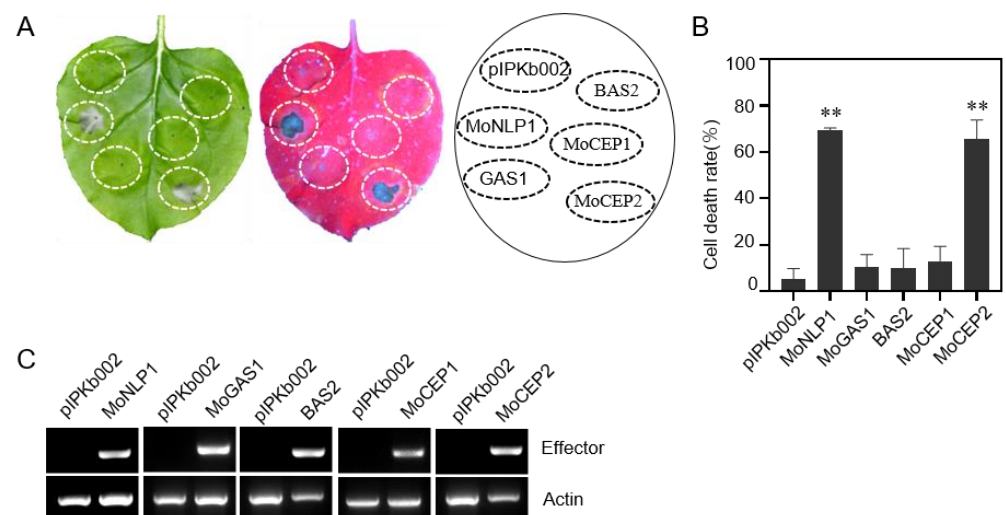 A
pIPKb002
BAS2
MoNLP1
MoCEP1
GAS1
MoCEP2
B
Cell death rate(%)
100
80
60
40
20
0
**
**
pIPKb002
MoNLP1
MoGAS1
BAS2
MoCEP1
MoCEP2
C
pIPKb002
MoNLP1
pIPKb002
MoGAS1
pIPKb002
BAS2
pIPKb002
MoCEP1
pIPKb002
MoCEP2
Effector
Actin